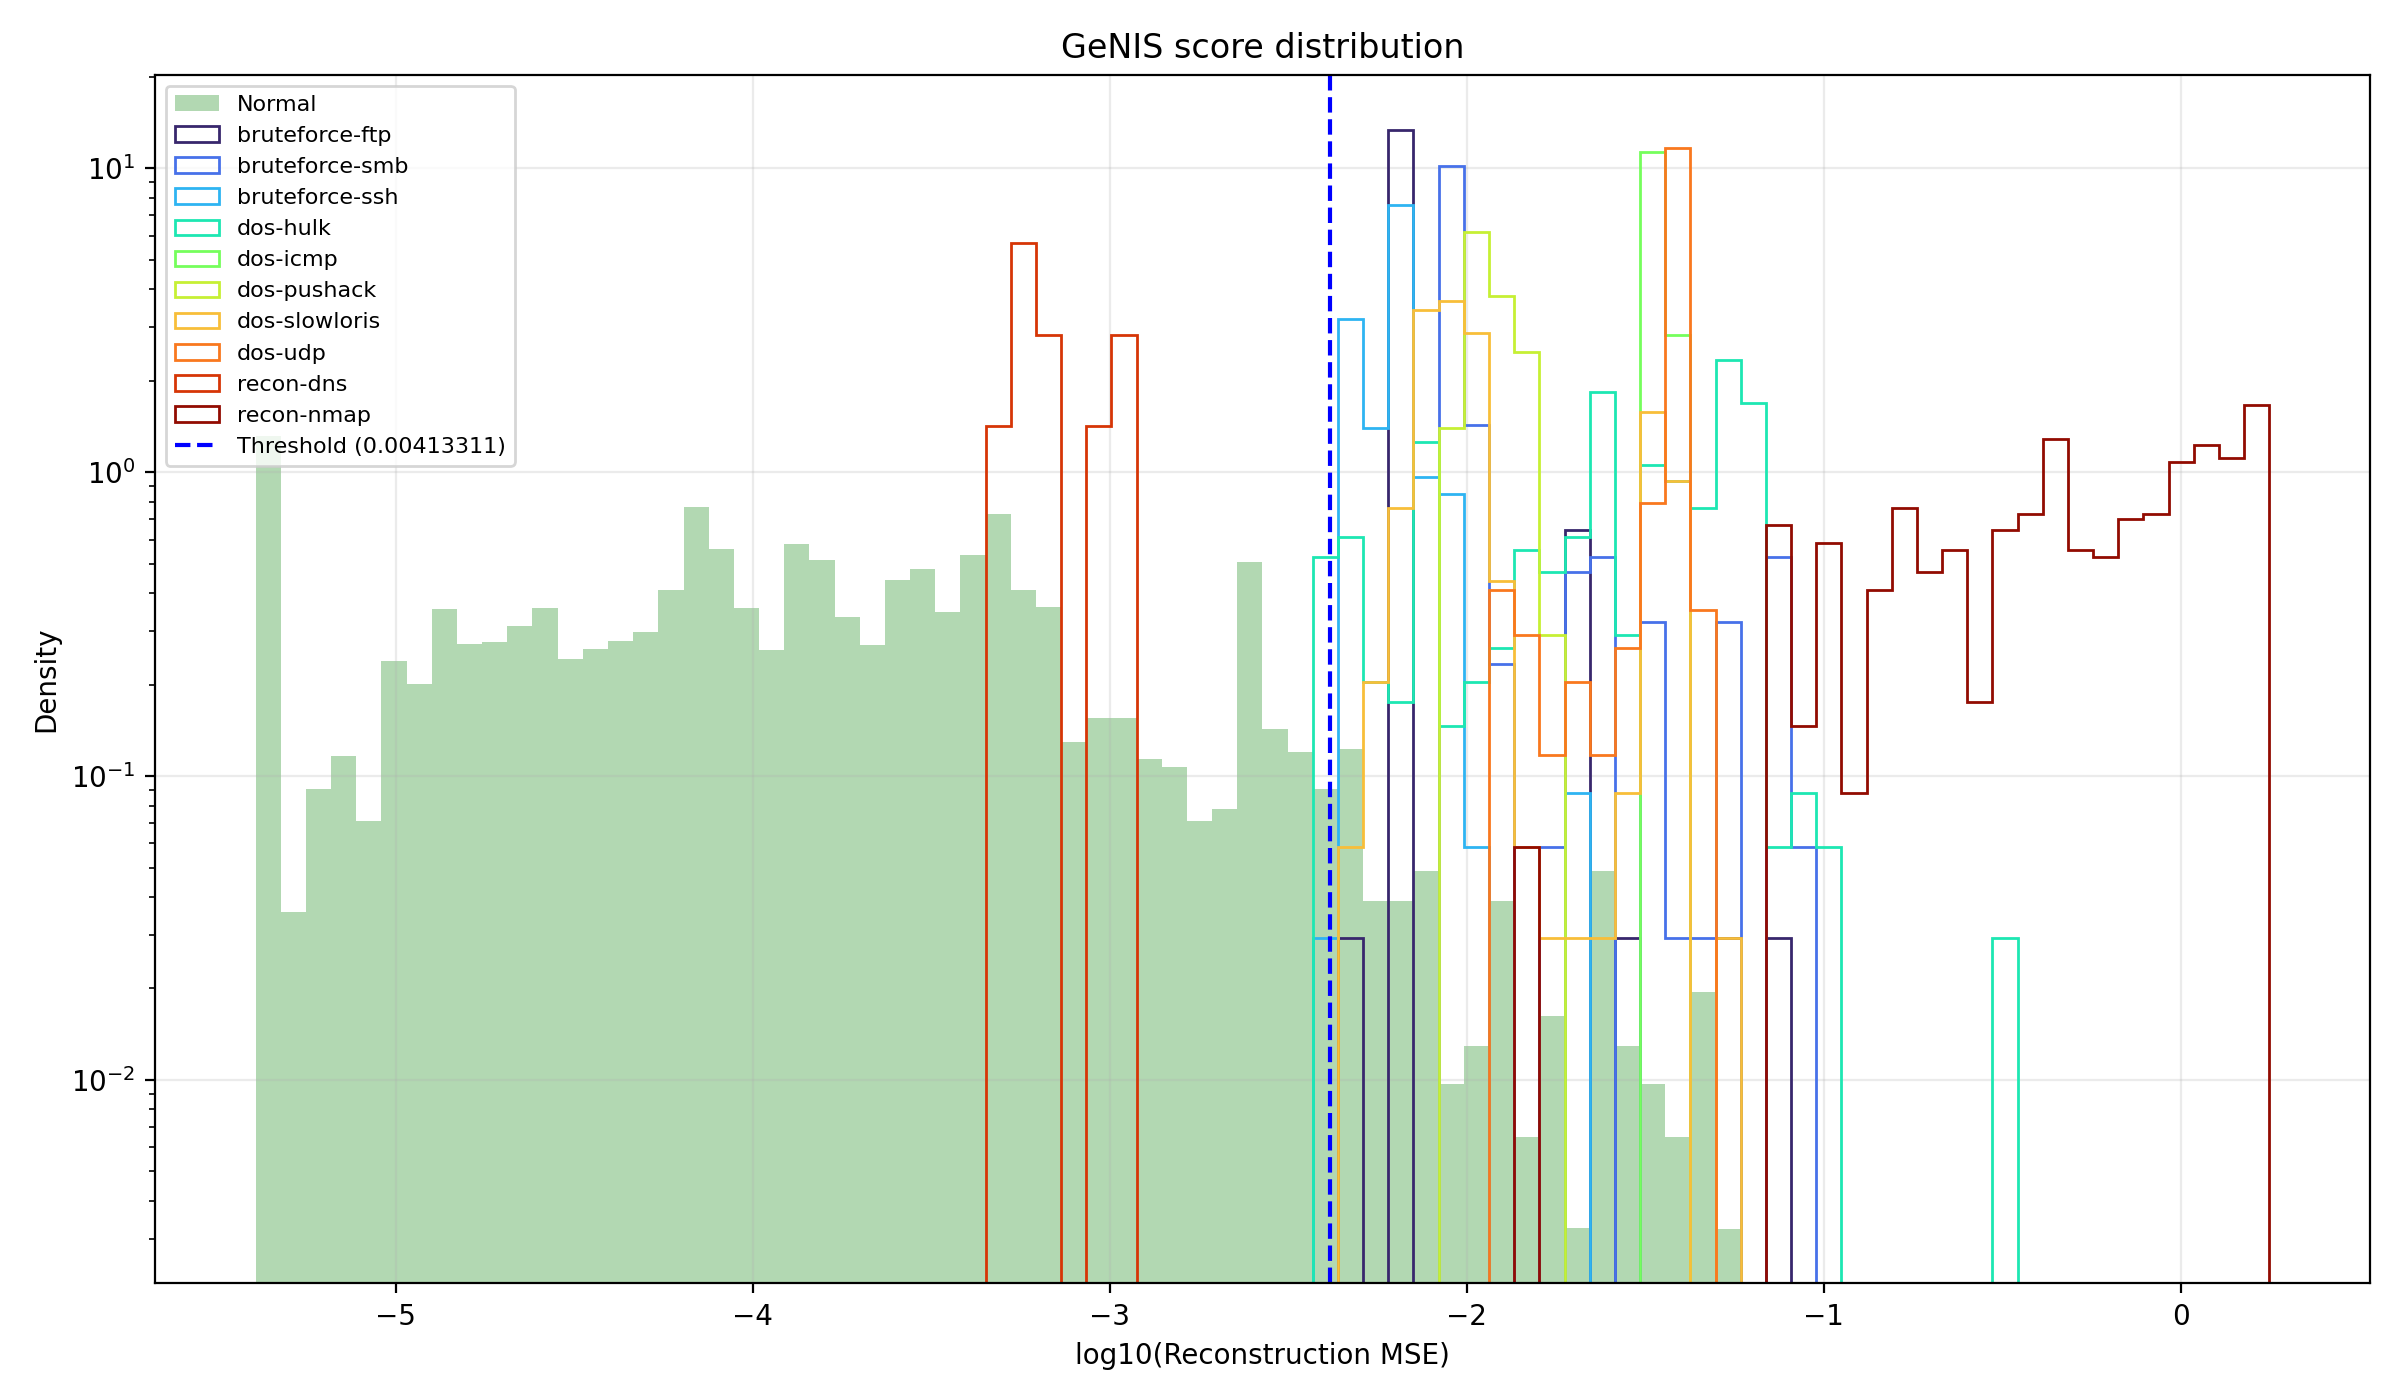 GeNIS score distribution
Normal
bruteforce-ftp
bruteforce-smb
bruteforce-ssh
dos-hulk
dos-icmp
dos-pushack
dos-slowloris
dos-udp
recon-dns
recon-nmap
Threshold (0.00413311)
Density
10¹
10⁰
10⁻¹
10⁻²
−5 −4 −3 −2 −1 0
log10(Reconstruction MSE)